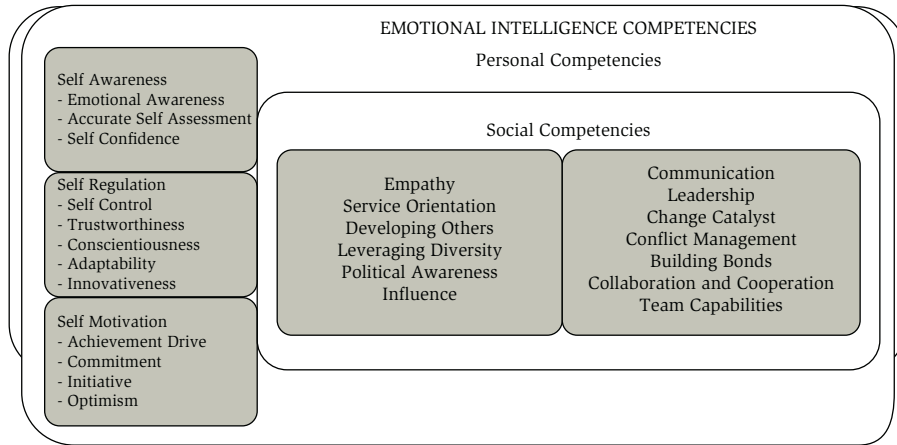 EMOTIONAL INTELLIGENCE COMPETENCIES
Personal Competencies
Self Awareness
- Emotional Awareness
- Accurate Self Assessment
- Self Confidence
Self Regulation
- Self Control
- Trustworthiness
- Conscientiousness
- Adaptability
- Innovativeness
Self Motivation
- Achievement Drive
- Commitment
- Initiative
- Optimism
Social Competencies
Empathy
Service Orientation
Developing Others
Leveraging Diversity
Political Awareness
Influence
Communication
Leadership
Change Catalyst
Conflict Management
Building Bonds
Collaboration and Cooperation
Team Capabilities